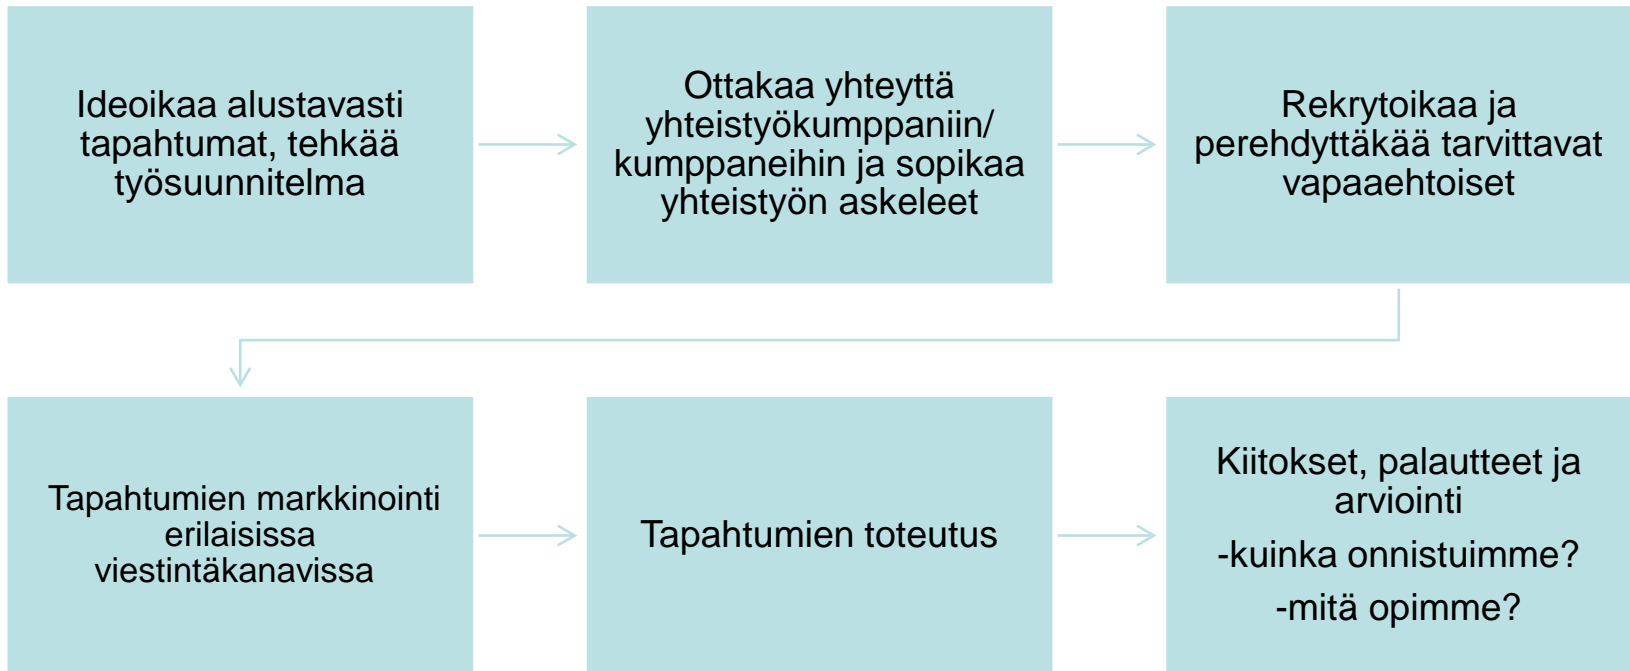 Ideoikaa alustavasti
tapahtumat, tehkää
työsuunnitelma
Ottakaa yhteyttä
yhteistyökumppaniin/
kumppaneihin ja sopikaa
yhteistyön askeleet
Rekrytoikaa ja
perehdyttäkää tarvittavat
vapaaehtoiset
Tapahtumien markkinointi
erilaisissa
viestintäkanavissa
Tapahtumien toteutus
Kiitokset, palautteet ja
arviointi
-kuinka onnistuimme?
-mitä opimme?